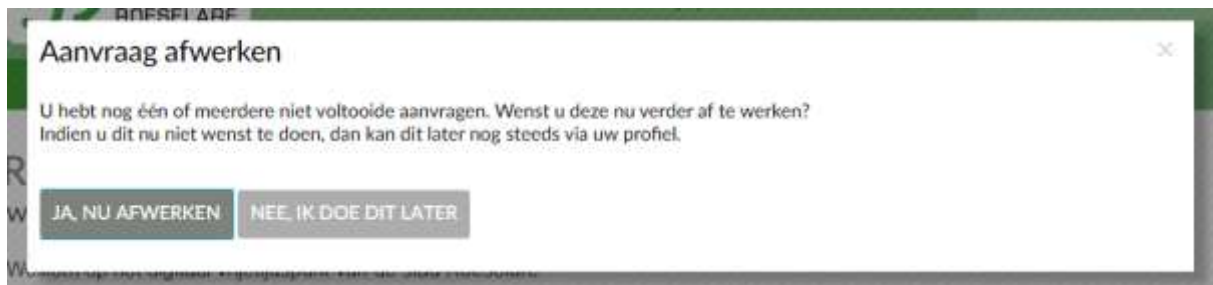 ROESELARE
Aanvraag afwerken
×
U hebt nog één of meerdere niet voltooide aanvragen. Wenst u deze nu verder af te werken?
Indien u dit nu niet wenst te doen, dan kan dit later nog steeds via uw profiel.
R
W
JA, NU AFWERKEN
NEE, IK DOE DIT LATER